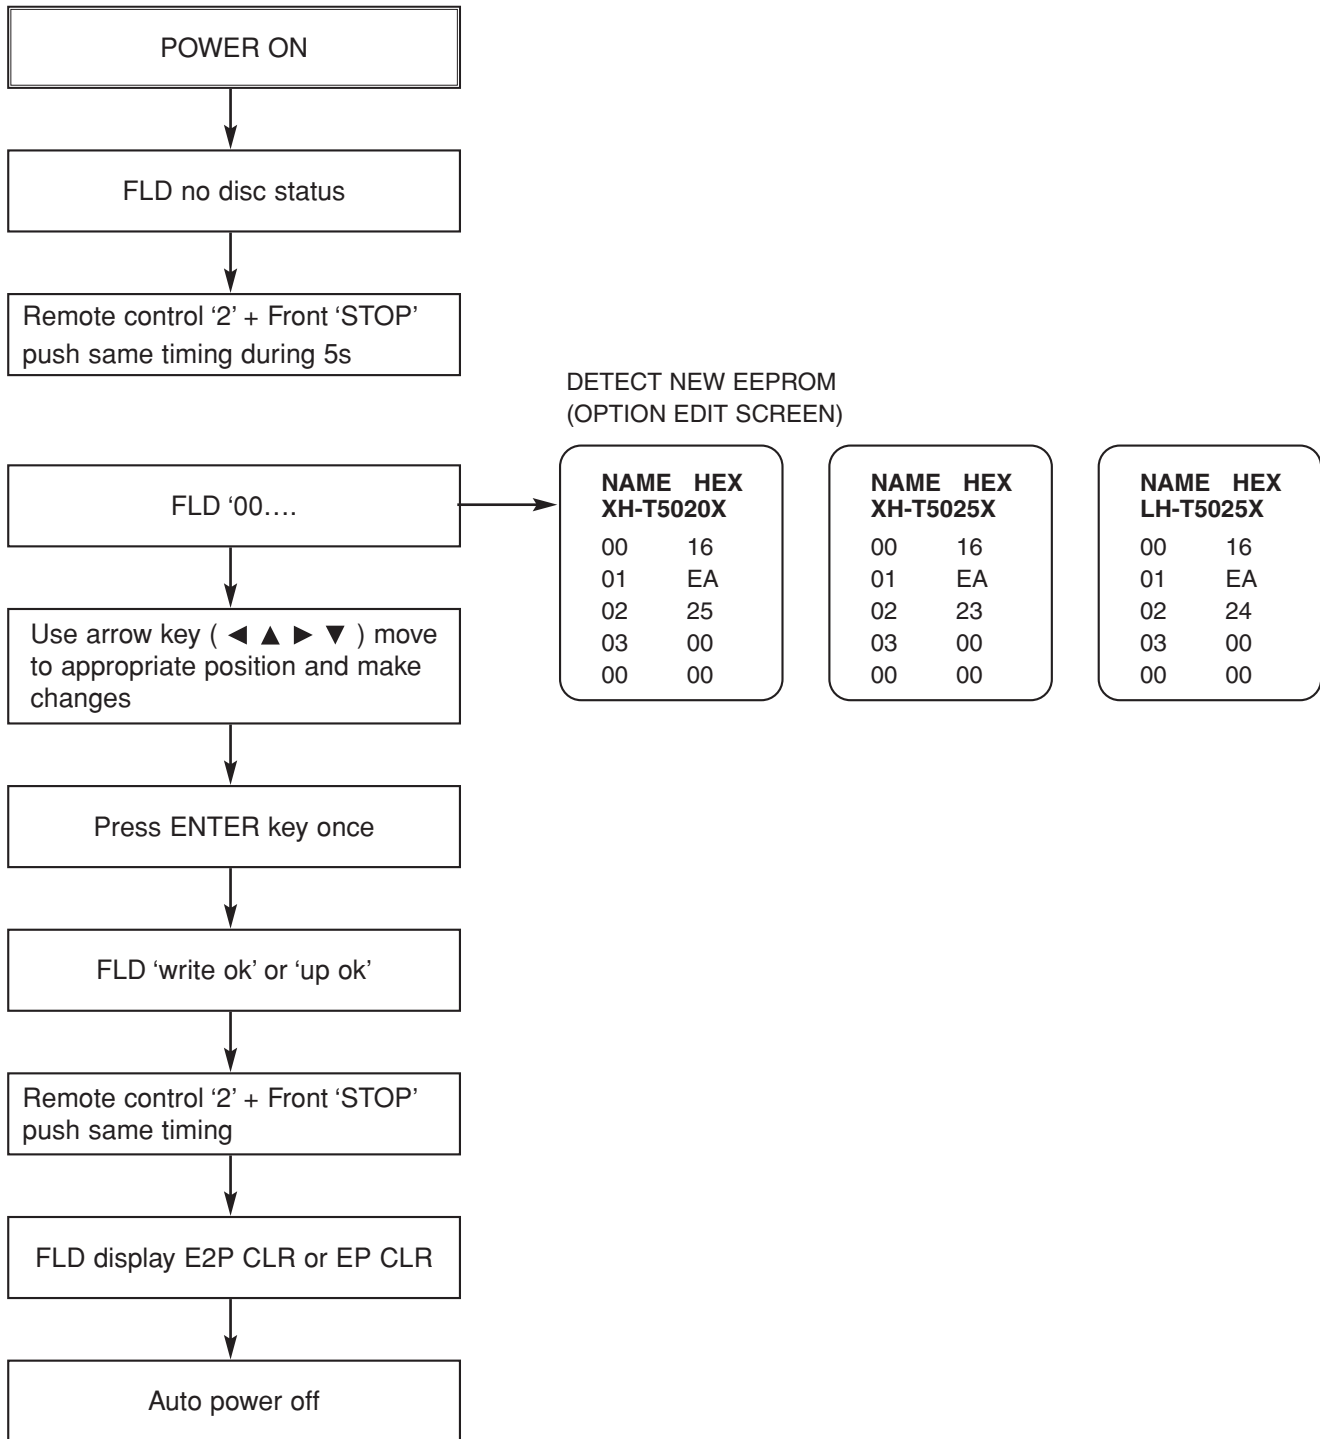 POWER ON
FLD no disc status
Remote control ‘2’ + Front ‘STOP’
push same timing during 5s
DETECT NEW EEPROM
(OPTION EDIT SCREEN)
FLD ‘00....
NAME HEX
XH-T5020X
00 16
01 EA
02 25
03 00
00 00
NAME HEX
XH-T5025X
00 16
01 EA
02 23
03 00
00 00
NAME HEX
LH-T5025X
00 16
01 EA
02 24
03 00
00 00
Use arrow key ( ◄ ▲ ► ▼ ) move
to appropriate position and make
changes
Press ENTER key once
FLD ‘write ok’ or ‘up ok’
Remote control ‘2’ + Front ‘STOP’
push same timing
FLD display E2P CLR or EP CLR
Auto power off